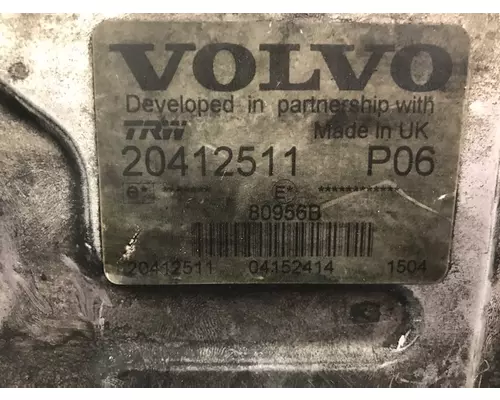 VOLVO
Developed in partnership with
TRW Made in UK
20412511 P06
e* ******* E* ************
80956B
20412511 04152414 1504